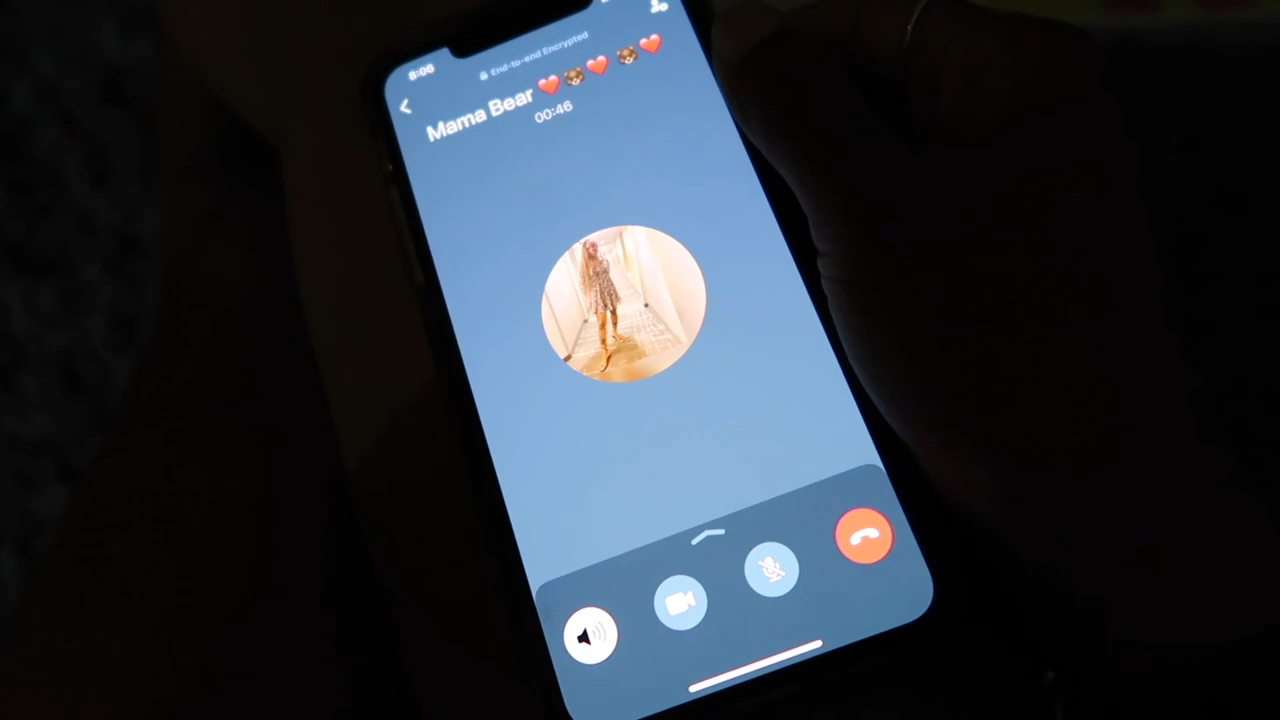 8:06
End-to-end Encrypted
Mama Bear ❤️🐻❤️🐻❤️
00:46